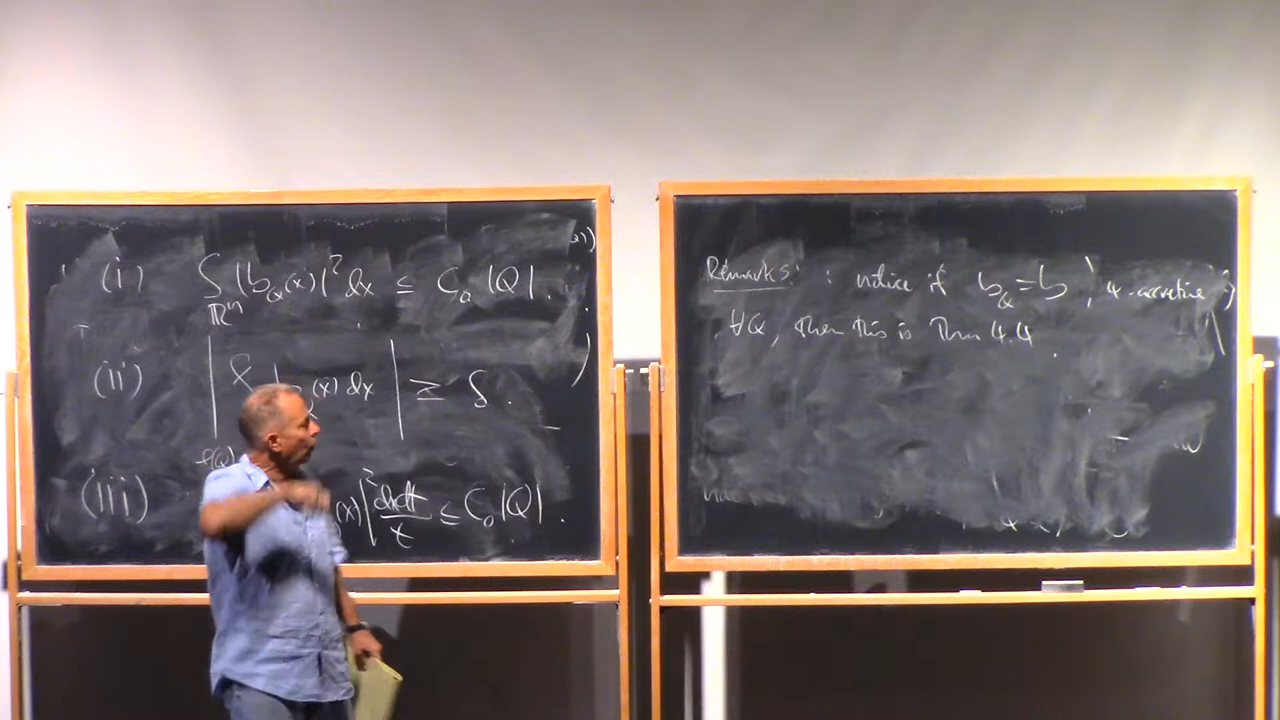 (i) ∫_{ℝⁿ} |b_Q(x)|² dx ≤ C₀ |Q|.
(ii) | (x) dx | ≥ δ.
(iii) (x)|² dxdt/t ≤ C₀ |Q|.
Remarks: : notice if b_Q = b, 4-accretive
∀Q, then this is Thm 4.4.